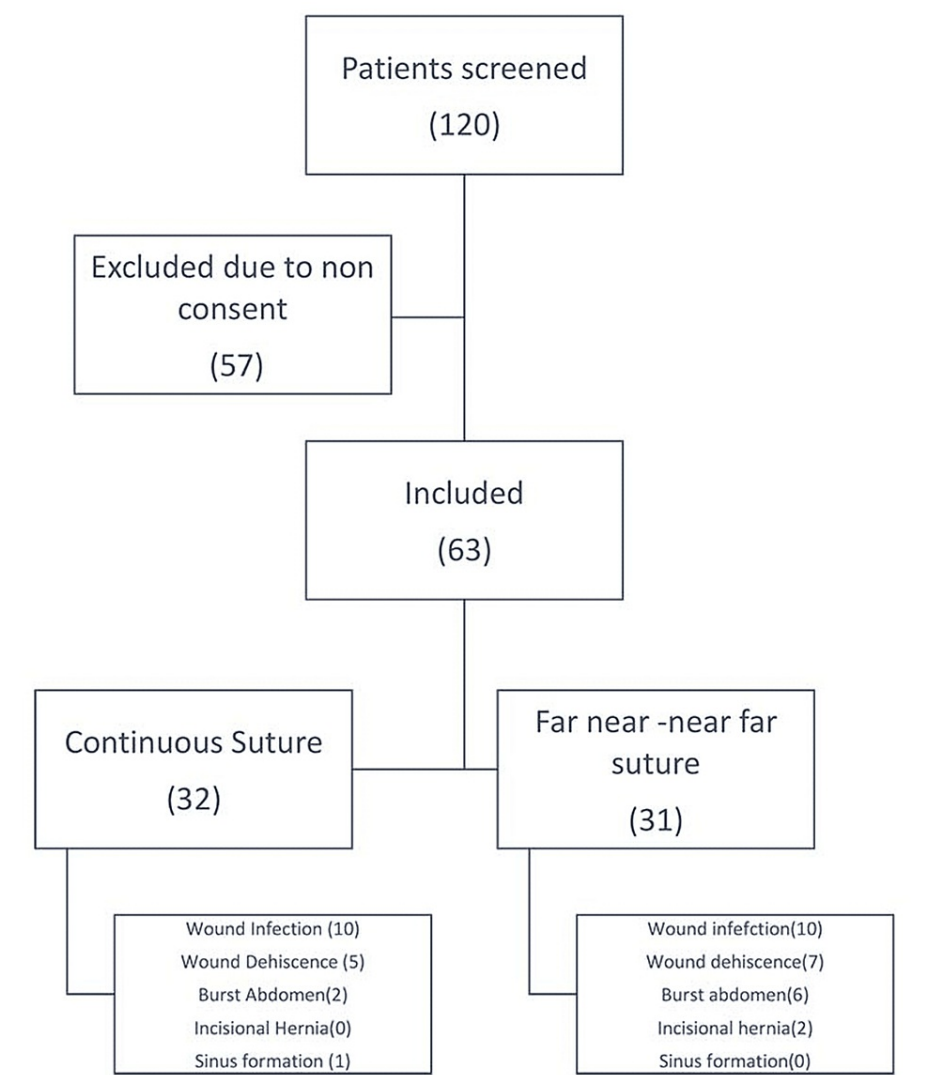 Patients screened
(120)
Excluded due to non
consent
(57)
Included
(63)
Continuous Suture
(32)
Far near -near far
suture
(31)
Wound Infection (10)
Wound Dehiscence (5)
Burst Abdomen(2)
Incisional Hernia(0)
Sinus formation (1)
Wound infefction(10)
Wound dehiscence(7)
Burst abdomen(6)
Incisional hernia(2)
Sinus formation(0)